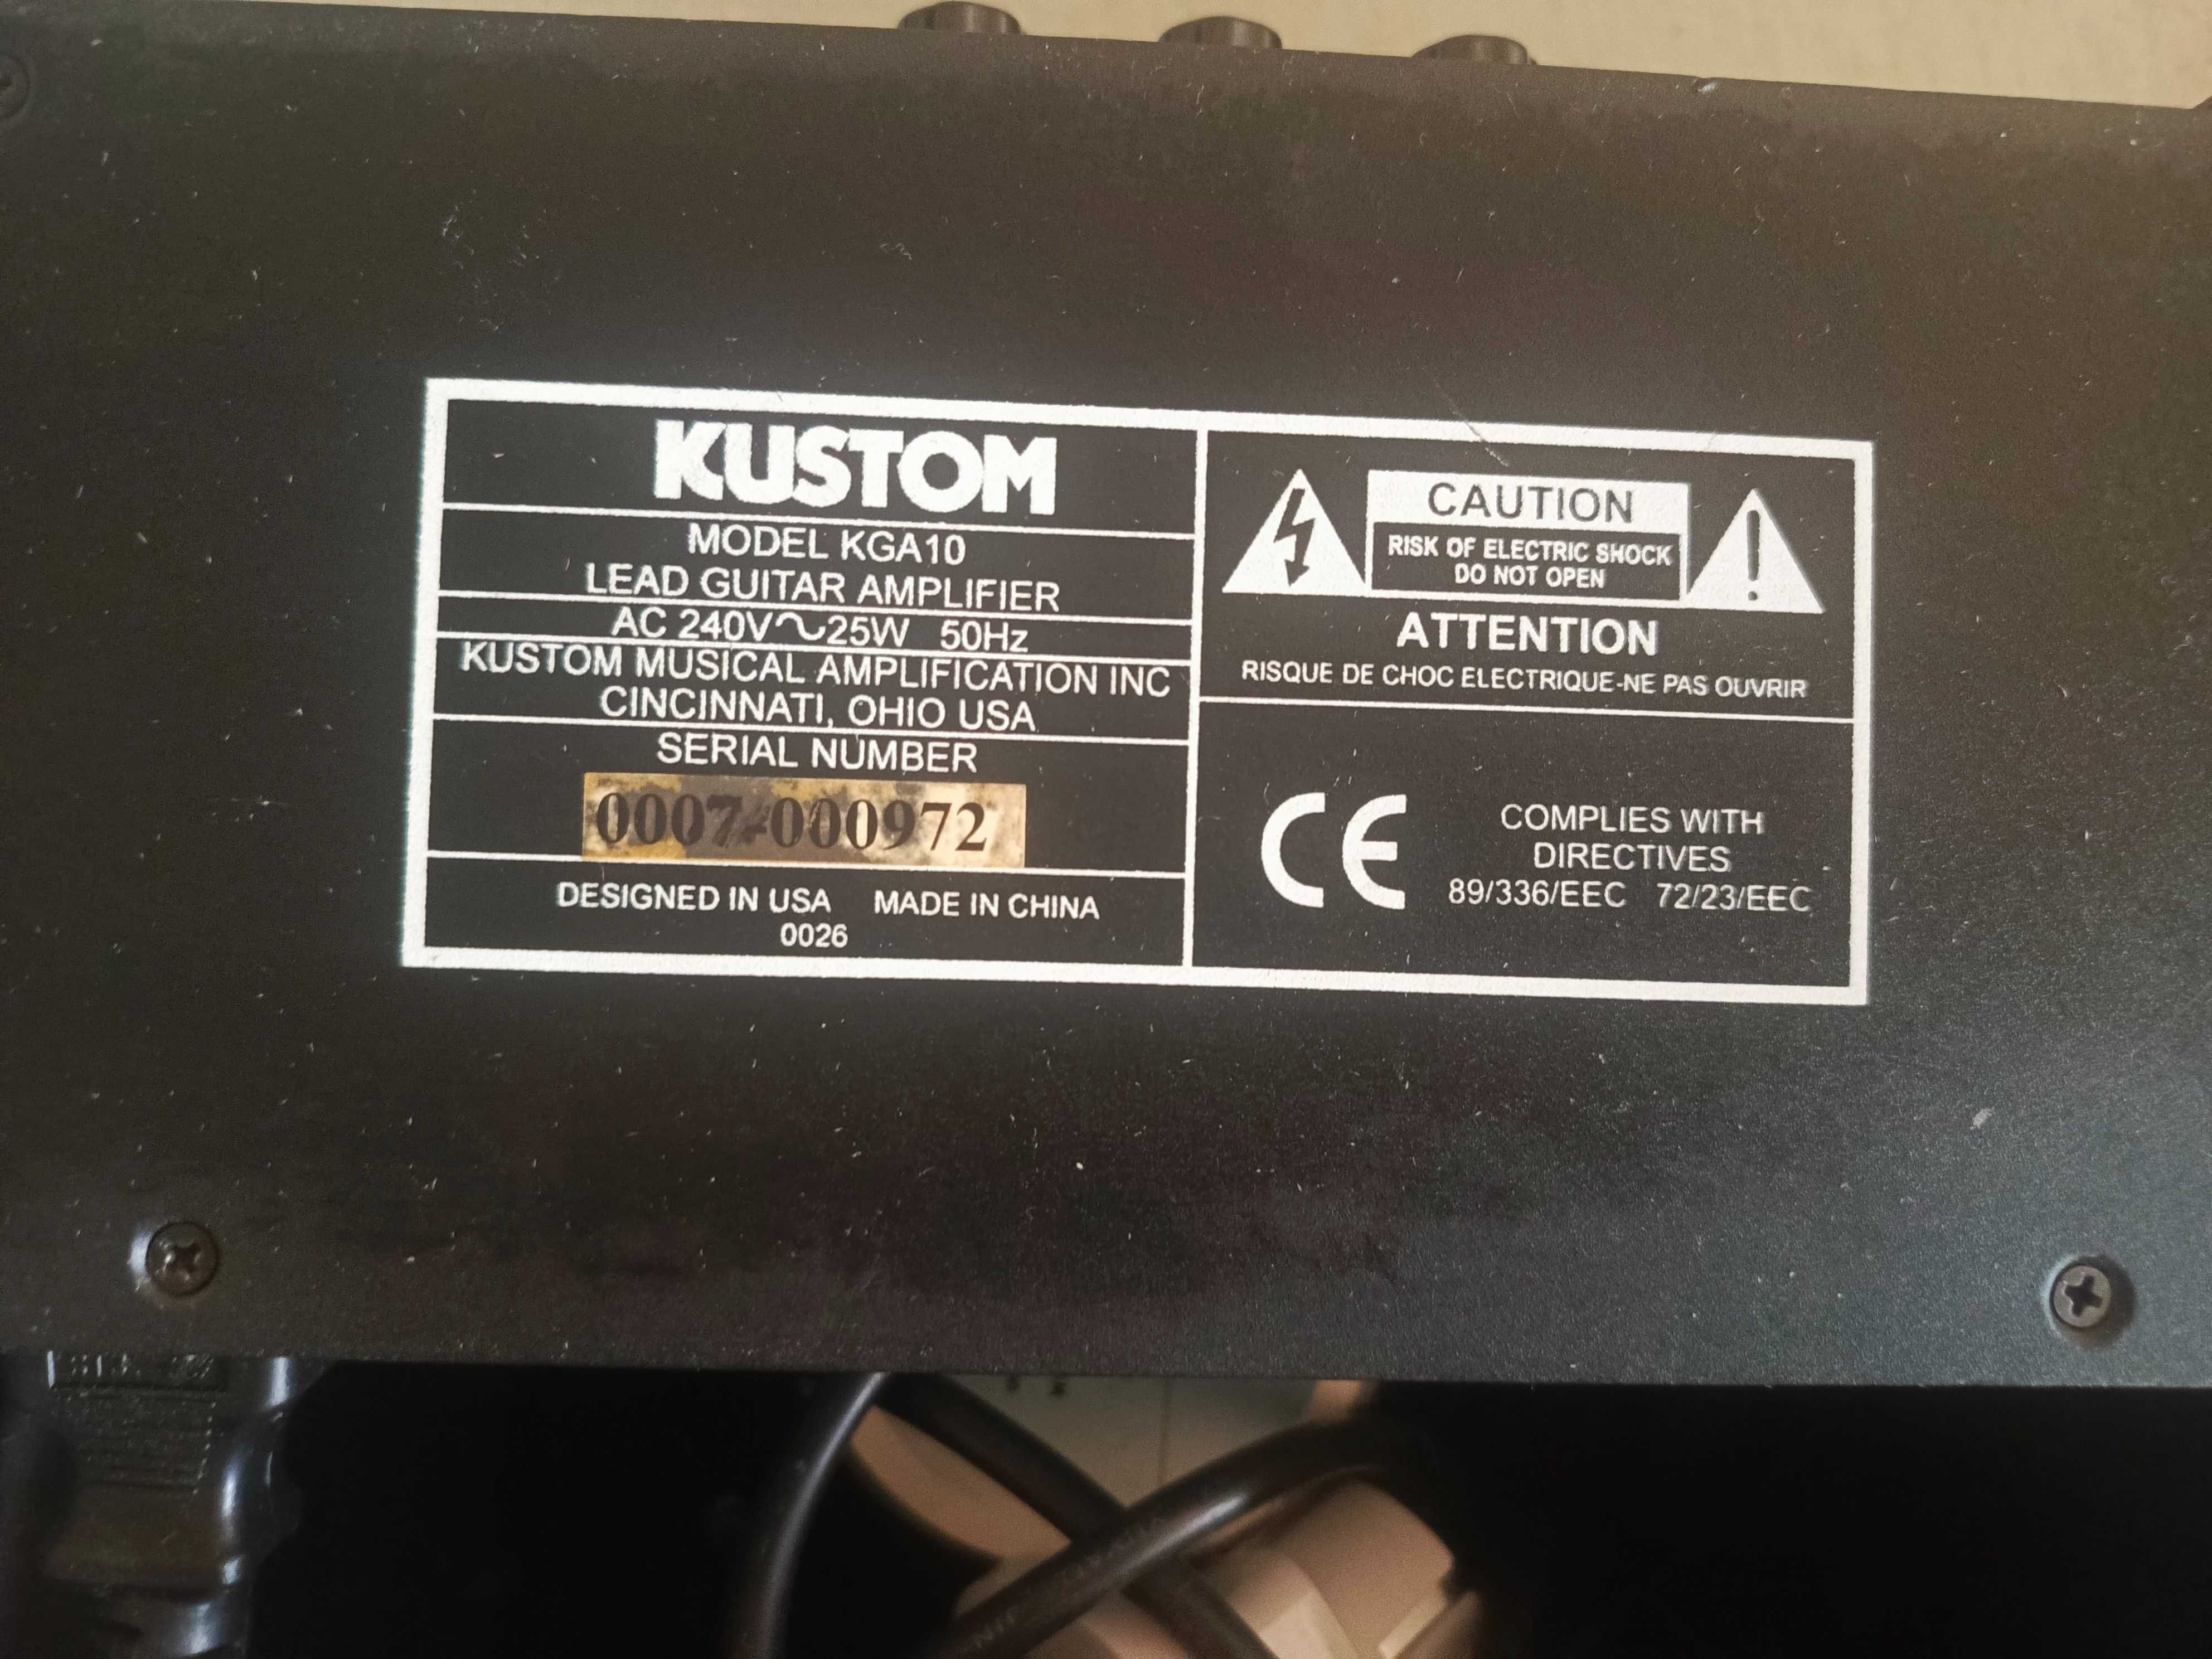 KUSTOM
MODEL KGA10
LEAD GUITAR AMPLIFIER
AC 240V~25W 50Hz
KUSTOM MUSICAL AMPLIFICATION INC
CINCINNATI, OHIO USA
SERIAL NUMBER
0007-000972
DESIGNED IN USA MADE IN CHINA
0026
CAUTION
RISK OF ELECTRIC SHOCK
DO NOT OPEN
ATTENTION
RISQUE DE CHOC ELECTRIQUE-NE PAS OUVRIR
CE
COMPLIES WITH
DIRECTIVES
89/336/EEC 72/23/EEC